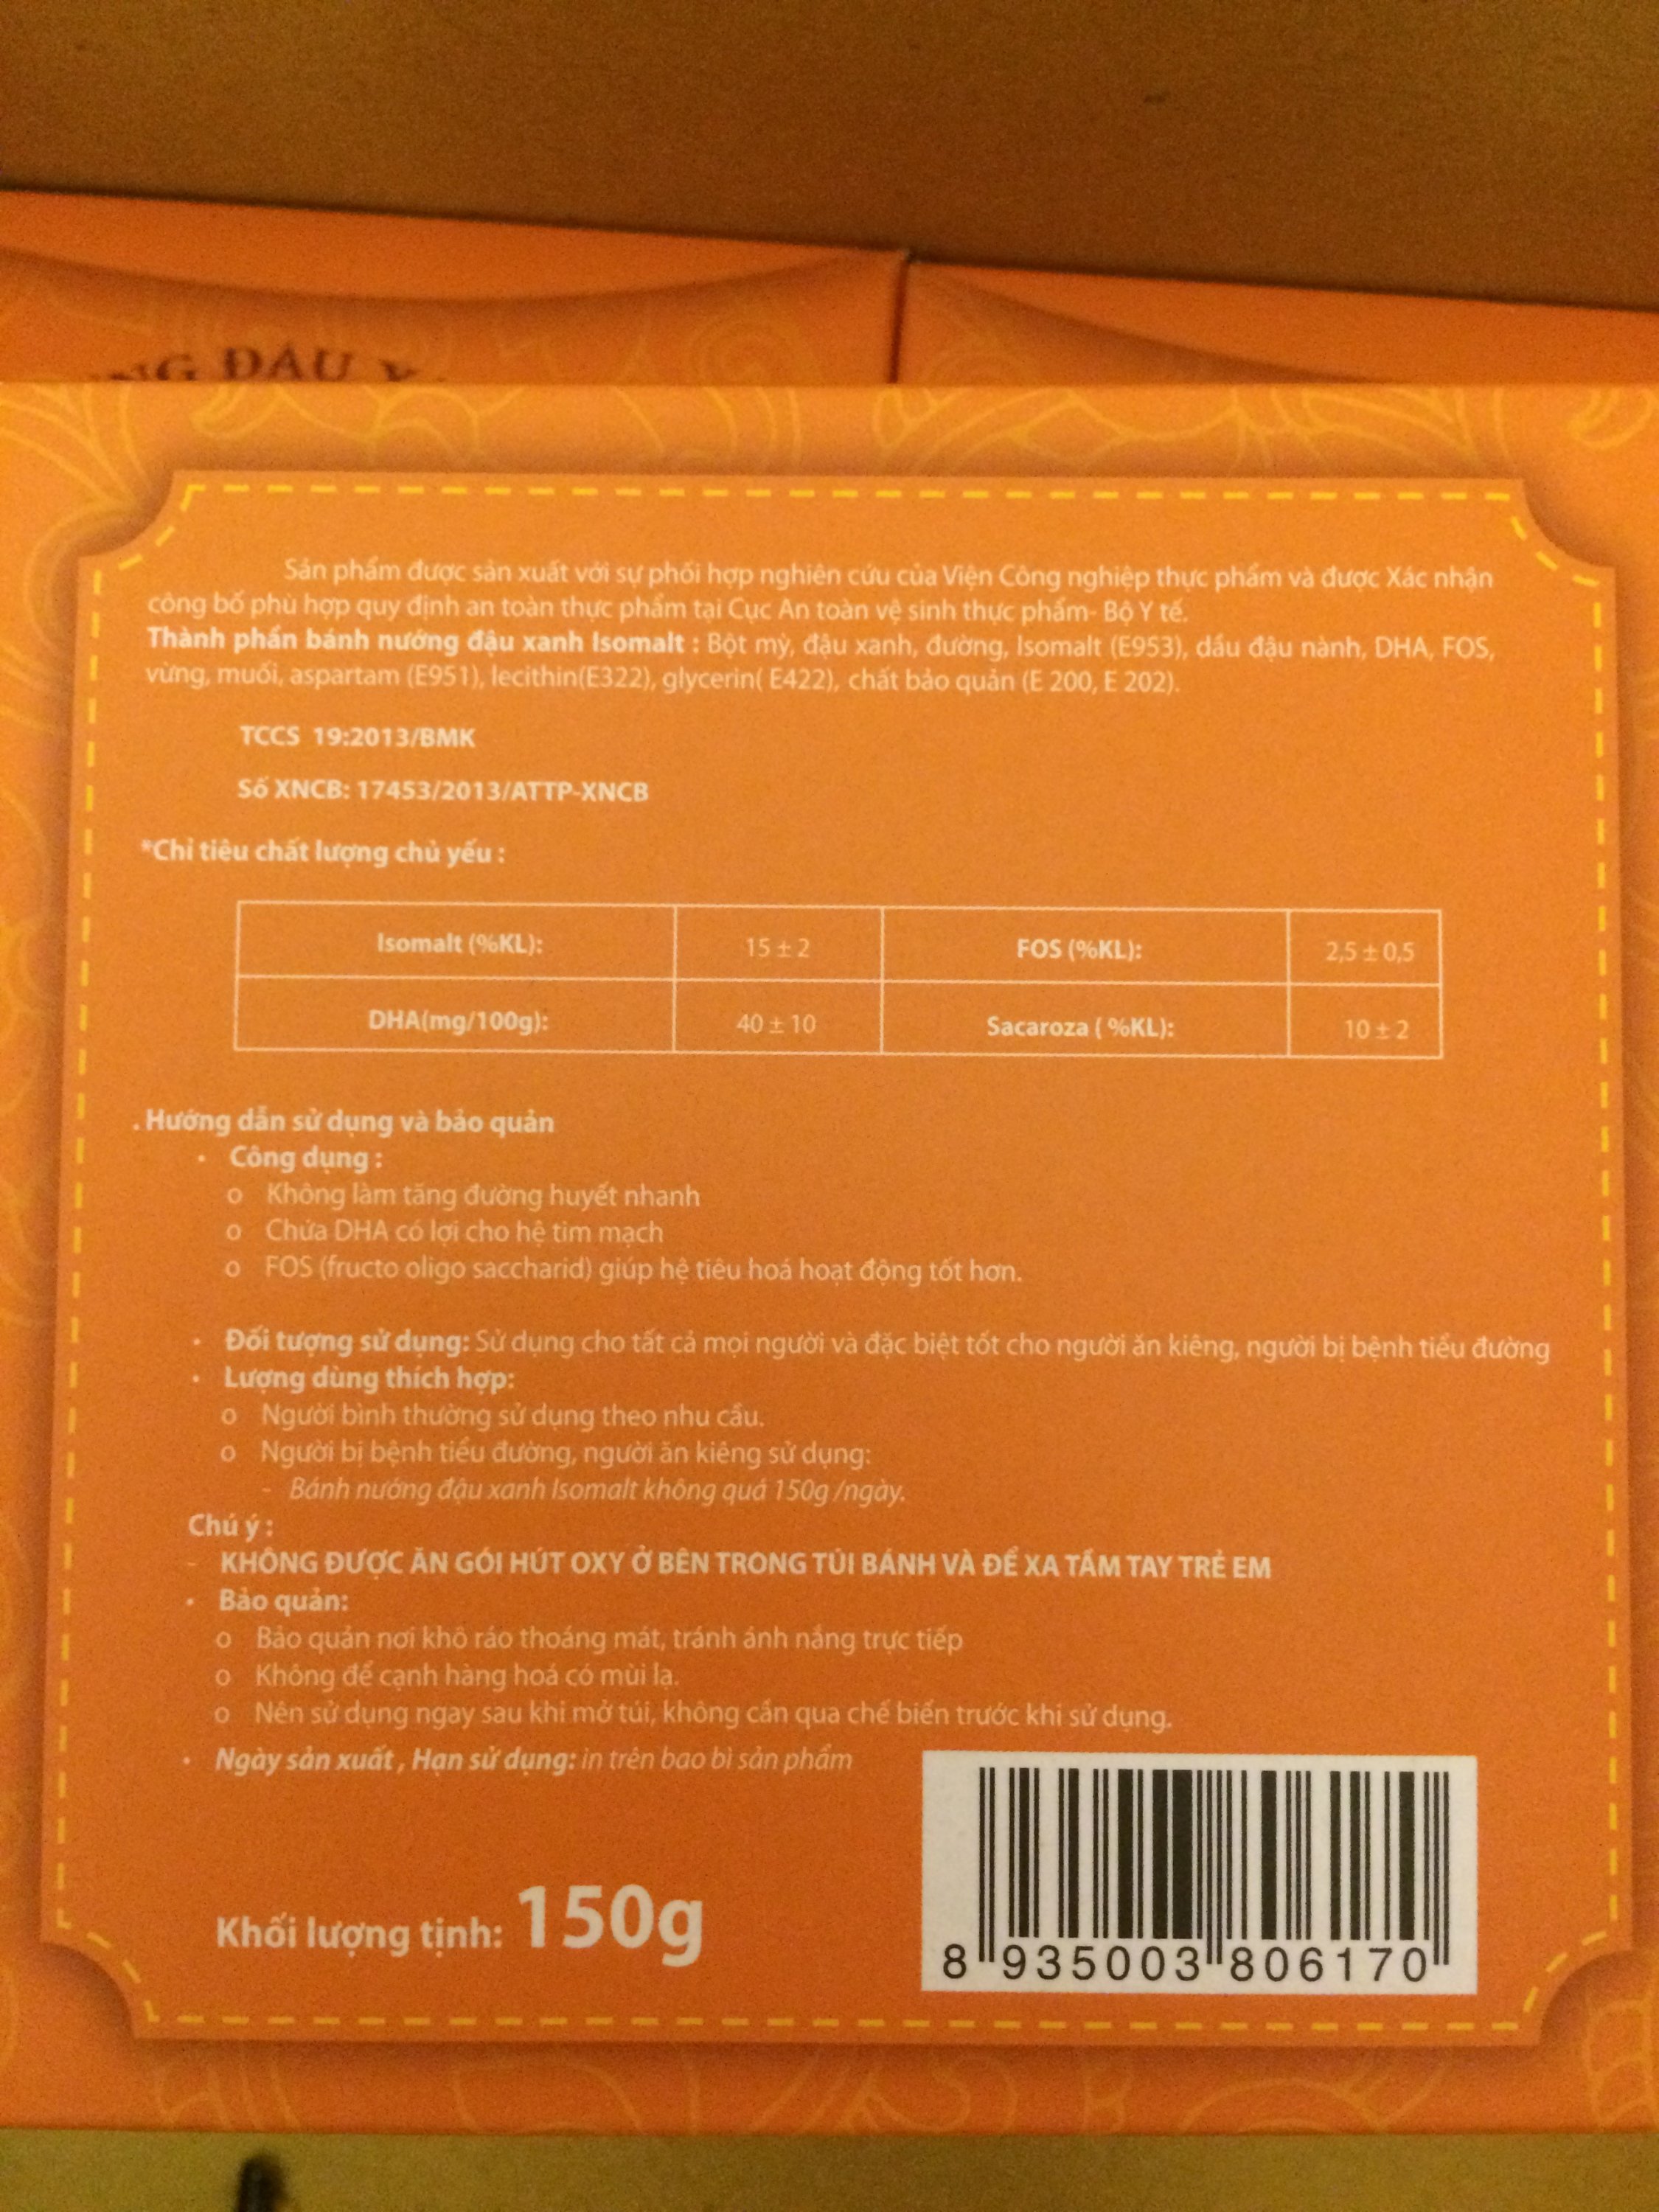 NG ĐẬU X
Sản phẩm được sản xuất với sự phối hợp nghiên cứu của Viện Công nghiệp thực phẩm và được Xác nhận
công bố phù hợp quy định an toàn thực phẩm tại Cục An toàn vệ sinh thực phẩm- Bộ Y tế.
Thành phần bánh nướng đậu xanh Isomalt : Bột mỳ, đậu xanh, đường, Isomalt (E953), dầu đậu nành, DHA, FOS,
vừng, muối, aspartam (E951), lecithin(E322), glycerin( E422), chất bảo quản (E 200, E 202).
TCCS 19:2013/BMK
Số XNCB: 17453/2013/ATTP-XNCB
*Chỉ tiêu chất lượng chủ yếu :
Isomalt (%KL): 15 ± 2 FOS (%KL): 2,5 ± 0,5
DHA(mg/100g): 40 ± 10 Sacaroza ( %KL): 10 ± 2
. Hướng dẫn sử dụng và bảo quản
• Công dụng :
o Không làm tăng đường huyết nhanh
o Chứa DHA có lợi cho hệ tim mạch
o FOS (fructo oligo saccharid) giúp hệ tiêu hoá hoạt động tốt hơn.
• Đối tượng sử dụng: Sử dụng cho tất cả mọi người và đặc biệt tốt cho người ăn kiêng, người bị bệnh tiểu đường
• Lượng dùng thích hợp:
o Người bình thường sử dụng theo nhu cầu.
o Người bị bệnh tiểu đường, người ăn kiêng sử dụng:
- Bánh nướng đậu xanh Isomalt không quá 150g /ngày.
Chú ý :
- KHÔNG ĐƯỢC ĂN GÓI HÚT OXY Ở BÊN TRONG TÚI BÁNH VÀ ĐỂ XA TẦM TAY TRẺ EM
• Bảo quản:
o Bảo quản nơi khô ráo thoáng mát, tránh ánh nắng trực tiếp
o Không để cạnh hàng hoá có mùi lạ.
o Nên sử dụng ngay sau khi mở túi, không cần qua chế biến trước khi sử dụng.
• Ngày sản xuất , Hạn sử dụng: in trên bao bì sản phẩm
Khối lượng tịnh: 150g
8 935003 806170